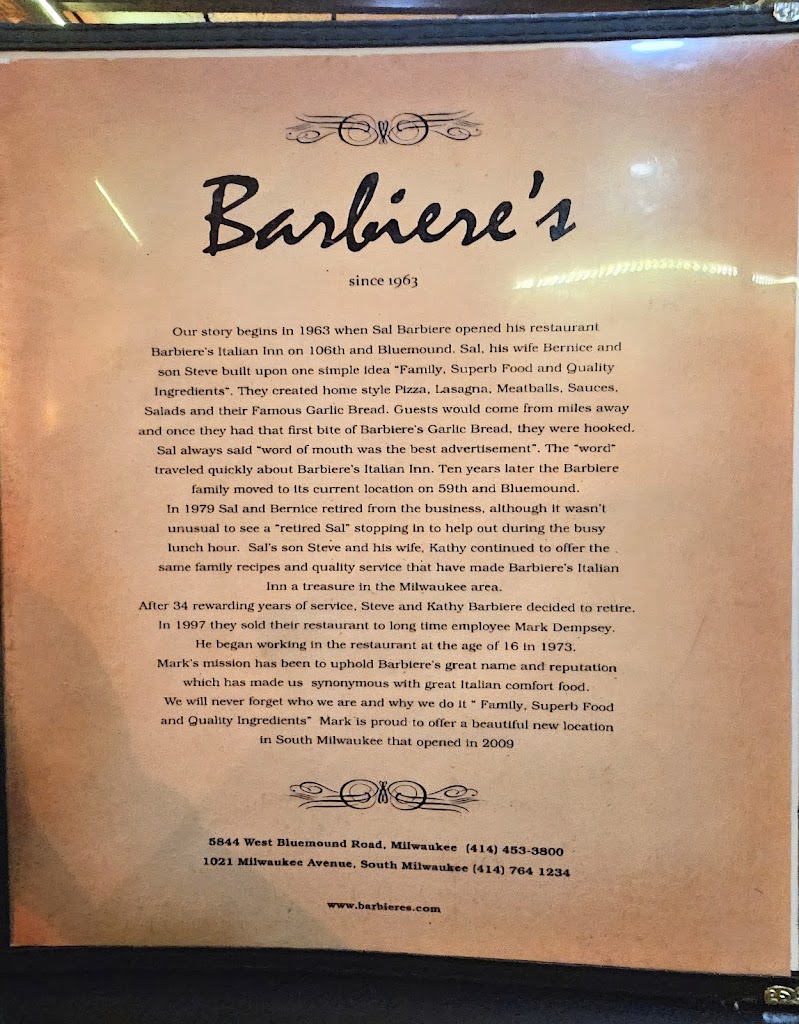 Barbiere's
since 1963
Our story begins in 1963 when Sal Barbiere opened his restaurant
Barbiere's Italian Inn on 106th and Bluemound. Sal, his wife Bernice and
son Steve built upon one simple idea "Family, Superb Food and Quality
Ingredients". They created home style Pizza, Lasagna, Meatballs, Sauces,
Salads and their Famous Garlic Bread. Guests would come from miles away
and once they had that first bite of Barbiere's Garlic Bread, they were hooked.
Sal always said "word of mouth was the best advertisement". The "word"
traveled quickly about Barbiere's Italian Inn. Ten years later the Barbiere
family moved to its current location on 59th and Bluemound.
In 1979 Sal and Bernice retired from the business, although it wasn't
unusual to see a "retired Sal" stopping in to help out during the busy
lunch hour. Sal's son Steve and his wife, Kathy continued to offer the
same family recipes and quality service that have made Barbiere's Italian
Inn a treasure in the Milwaukee area.
After 34 rewarding years of service, Steve and Kathy Barbiere decided to retire.
In 1997 they sold their restaurant to long time employee Mark Dempsey.
He began working in the restaurant at the age of 16 in 1973.
Mark's mission has been to uphold Barbiere's great name and reputation
which has made us synonymous with great Italian comfort food.
We will never forget who we are and why we do it " Family, Superb Food
and Quality Ingredients" Mark is proud to offer a beautiful new location
in South Milwaukee that opened in 2009
5844 West Bluemound Road, Milwaukee (414) 453-3800
1021 Milwaukee Avenue, South Milwaukee (414) 764 1234
www.barbieres.com